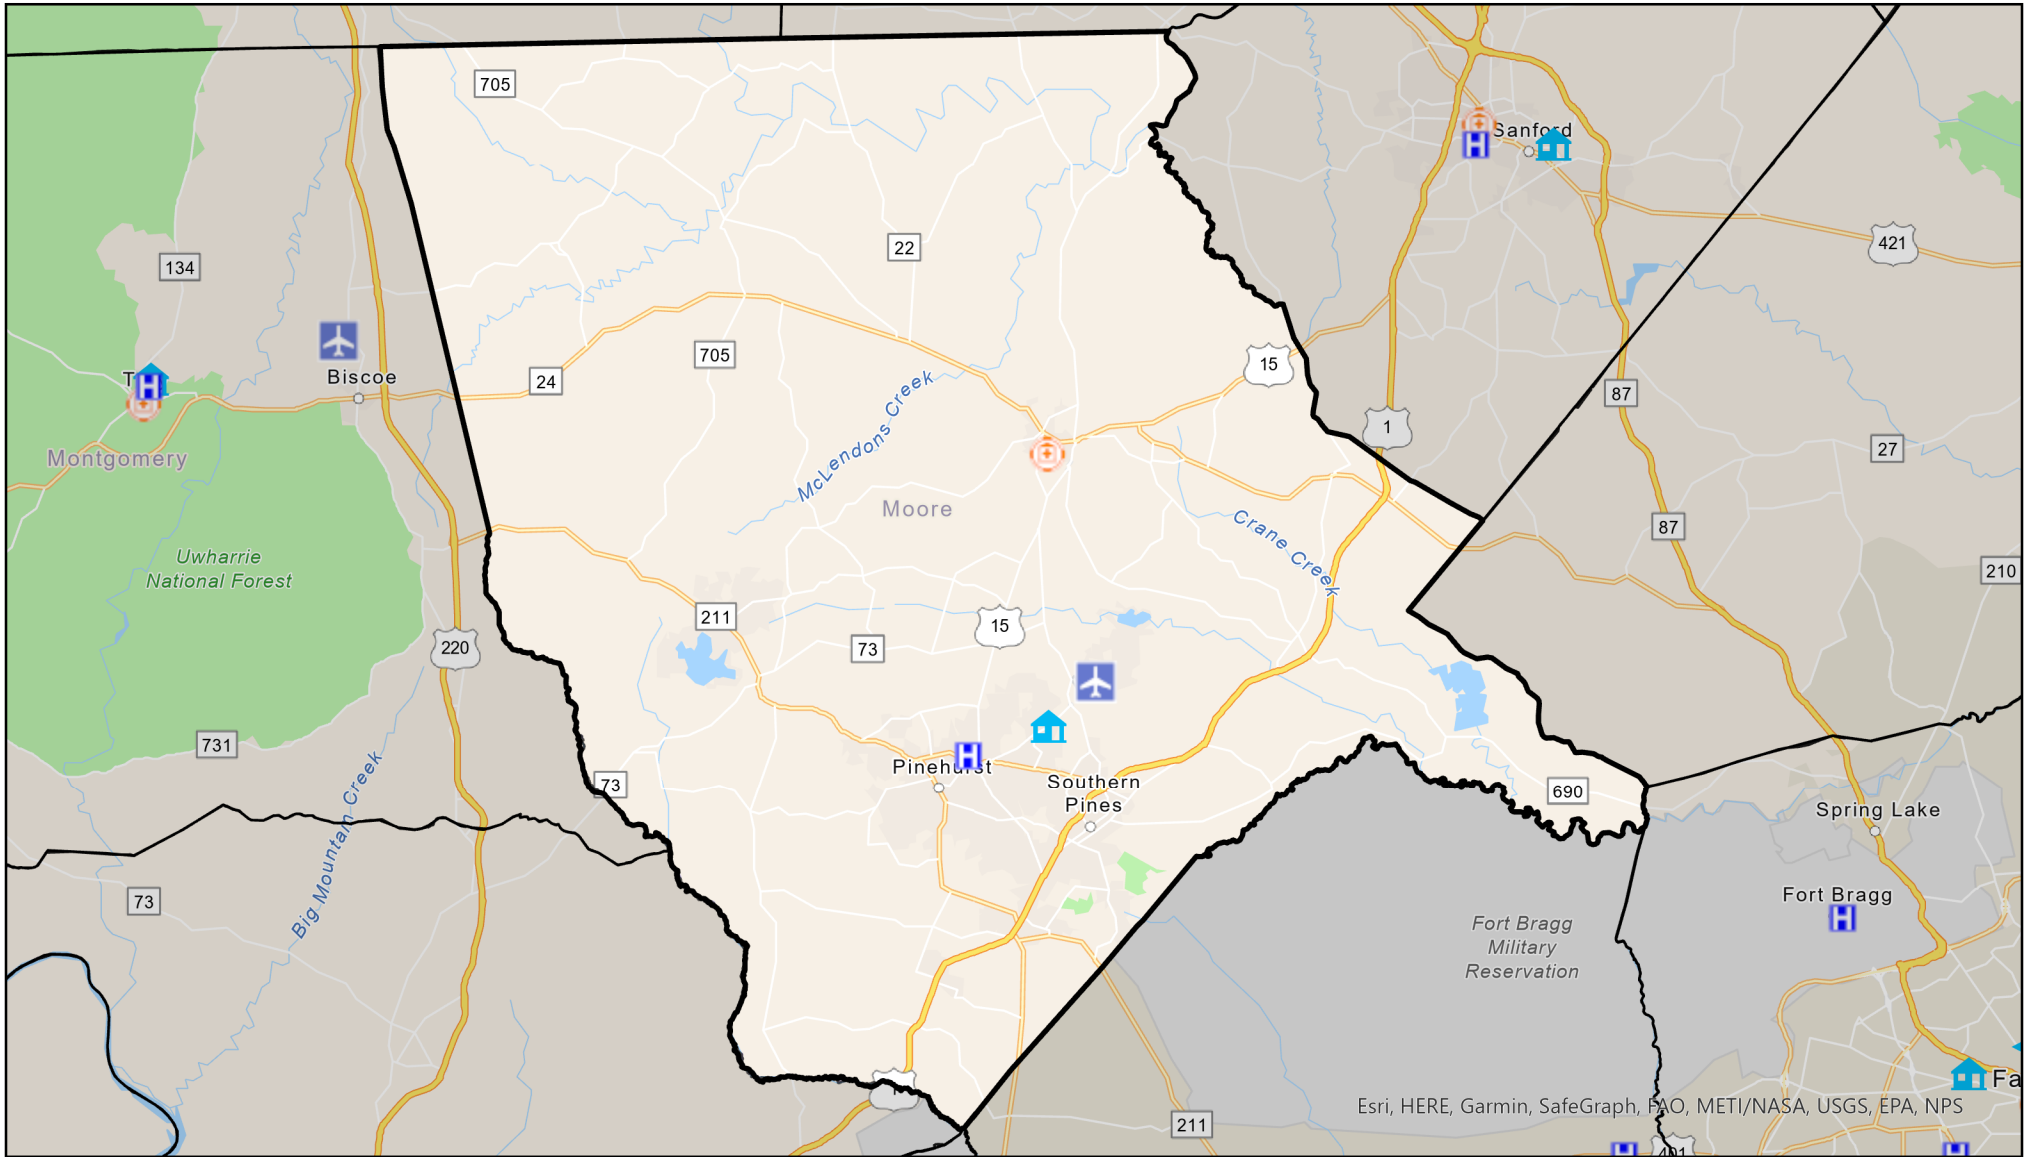 705
Sanford
H
22
421
134
705
15
24
Biscoe
T
H
87
1
McLendons Creek
27
Montgomery
Moore
Crane Creek
87
Uwharrie
National Forest
210
211
15
73
220
731
H
Pinehurst
Southern
Pines
73
690
Big Mountain Creek
Spring Lake
73
Fort Bragg
H
Fort Bragg
Military
Reservation
Fa
Esri, HERE, Garmin, SafeGraph, FAO, METI/NASA, USGS, EPA, NPS
211
H
401
H